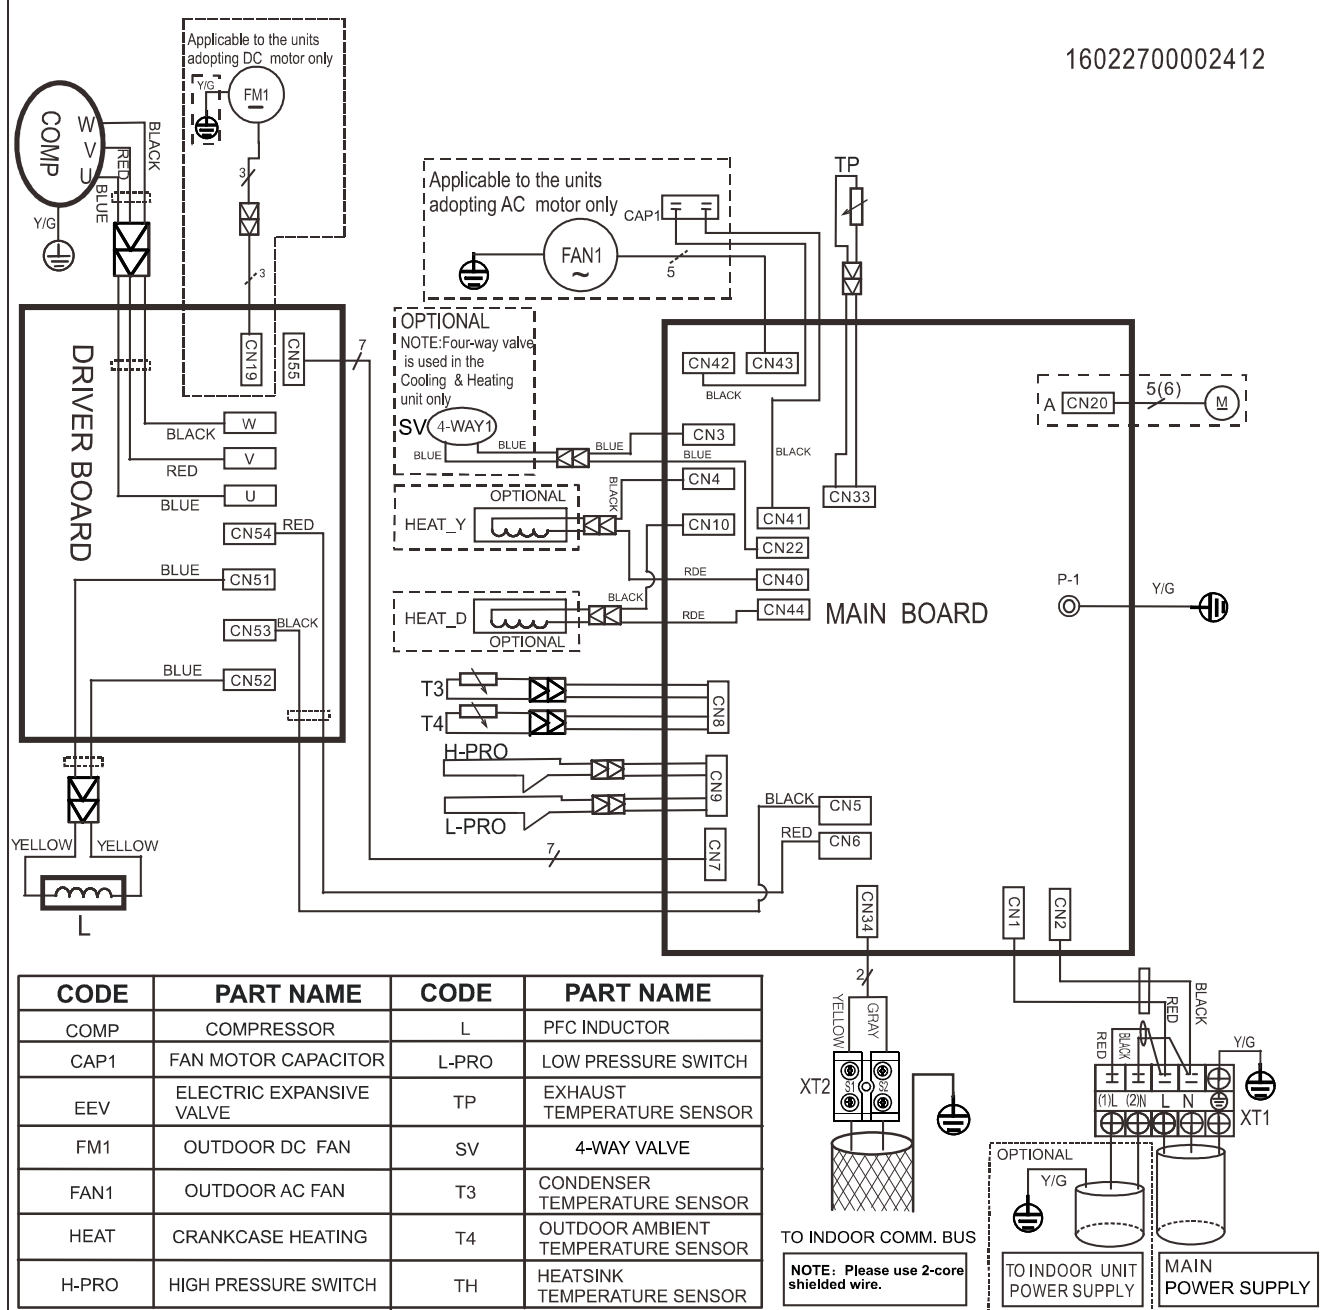 16022700002412
Applicable to the units
adopting DC motor only
Y/G
FM1
COMP
W
V
U
BLACK
RED
BLUE
Y/G
3
3
Applicable to the units
adopting AC motor only
CAP1
FAN1
~
5
TP
DRIVER BOARD
CN19
CN55
7
W
BLACK
V
RED
U
BLUE
CN54
RED
BLUE
CN51
CN53
BLACK
BLUE
CN52
YELLOW
YELLOW
L
OPTIONAL
NOTE:Four-way valve
is used in the
Cooling & Heating
unit only
SV
4-WAY1
BLUE
BLUE
BLUE
BLUE
OPTIONAL
HEAT_Y
BLACK
HEAT_D
OPTIONAL
BLACK
T3
T4
H-PRO
L-PRO
7
CN42
CN43
BLACK
CN3
CN4
CN10
BLACK
CN41
CN22
RDE
CN40
RDE
CN44
CN33
MAIN BOARD
A
CN20
5(6)
M
P-1
Y/G
CN8
CN9
CN7
BLACK
CN5
RED
CN6
CN34
CN1
CN2
2
YELLOW
GRAY
XT2
S1
S2
RED
BLACK
RED
BLACK
Y/G
(1)L
(2)N
L
N
XT1
OPTIONAL
Y/G
TO INDOOR COMM. BUS
NOTE: Please use 2-core
shielded wire.
TO INDOOR UNIT
POWER SUPPLY
MAIN
POWER SUPPLY
CODE PART NAME CODE PART NAME
COMP COMPRESSOR L PFC INDUCTOR
CAP1 FAN MOTOR CAPACITOR L-PRO LOW PRESSURE SWITCH
EEV ELECTRIC EXPANSIVE
VALVE
TP EXHAUST
TEMPERATURE SENSOR
FM1 OUTDOOR DC FAN SV 4-WAY VALVE
FAN1 OUTDOOR AC FAN T3 CONDENSER
TEMPERATURE SENSOR
HEAT CRANKCASE HEATING T4 OUTDOOR AMBIENT
TEMPERATURE SENSOR
H-PRO HIGH PRESSURE SWITCH TH HEATSINK
TEMPERATURE SENSOR